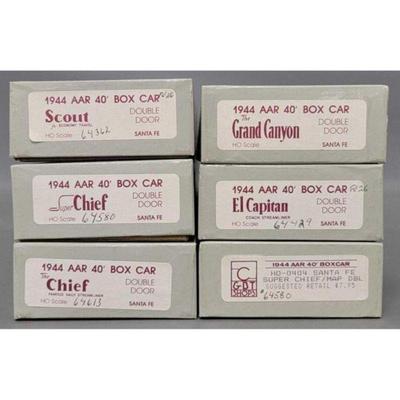 1944 AAR 40' BOX CAR
Scout
for ECONOMY TRAVEL
DOUBLE
DOOR
HO Scale 64362
SANTA FE
1944 AAR 40' BOX CAR
The
Grand Canyon
DOUBLE
DOOR
HO Scale
SANTA FE
1944 AAR 40' BOX CAR
Super Chief
DOUBLE
DOOR
HO Scale 64580
SANTA FE
1944 AAR 40' BOX CAR
El Capitan
COACH STREAMLINER
DOUBLE
DOOR
HO Scale 64429
SANTA FE
1944 AAR 40' BOX CAR
The
Chief
FAMOUS DAILY STREAMLINER
DOUBLE
DOOR
HO Scale 64613
SANTA FE
1944 AAR 40' BOXCAR
C
GBT
SHOPS
HO-0404 SANTA FE
SUPER CHIEF/MAP DBL
SUGGESTED RETAIL $7.95
#64580